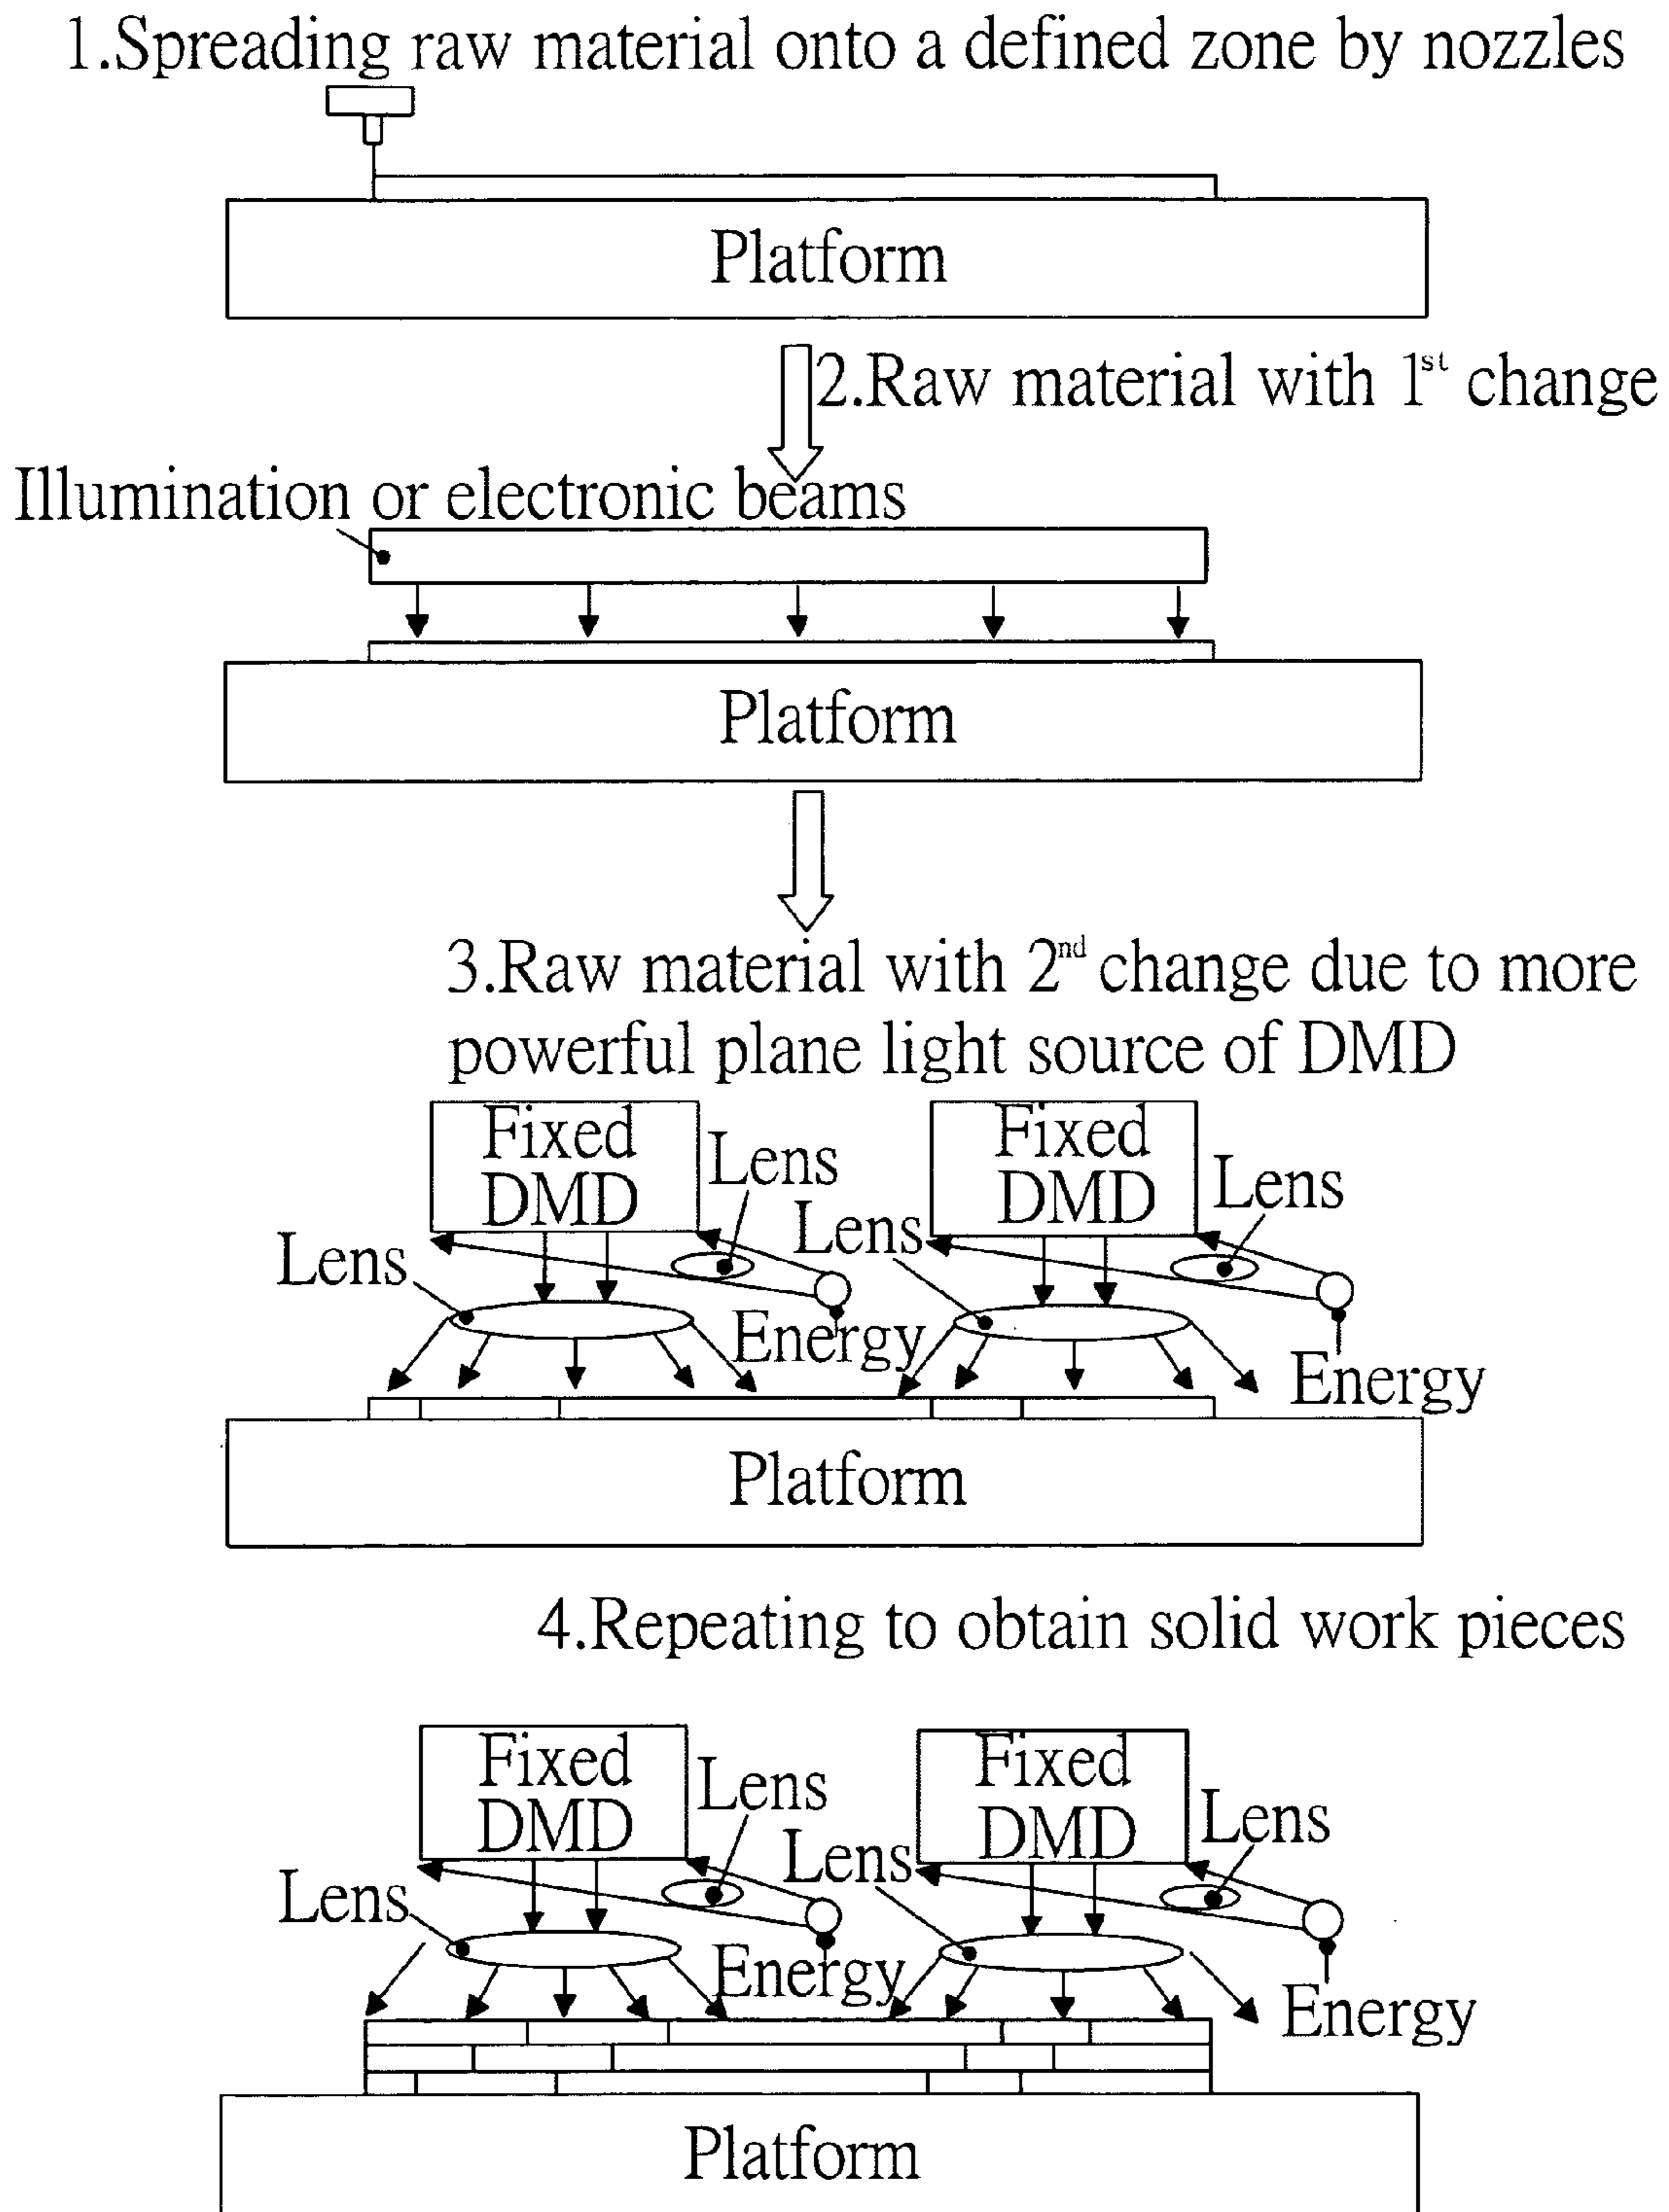 1.Spreading raw material onto a defined zone by nozzles
Platform
2.Raw material with 1st change
Illumination or electronic beams
Platform
3.Raw material with 2nd change due to more
powerful plane light source of DMD
Fixed
DMD
Lens
Lens
Energy
Fixed
DMD
Lens
Lens
Energy
Platform
4.Repeating to obtain solid work pieces
Fixed
DMD
Lens
Lens
Energy
Fixed
DMD
Lens
Lens
Energy
Platform